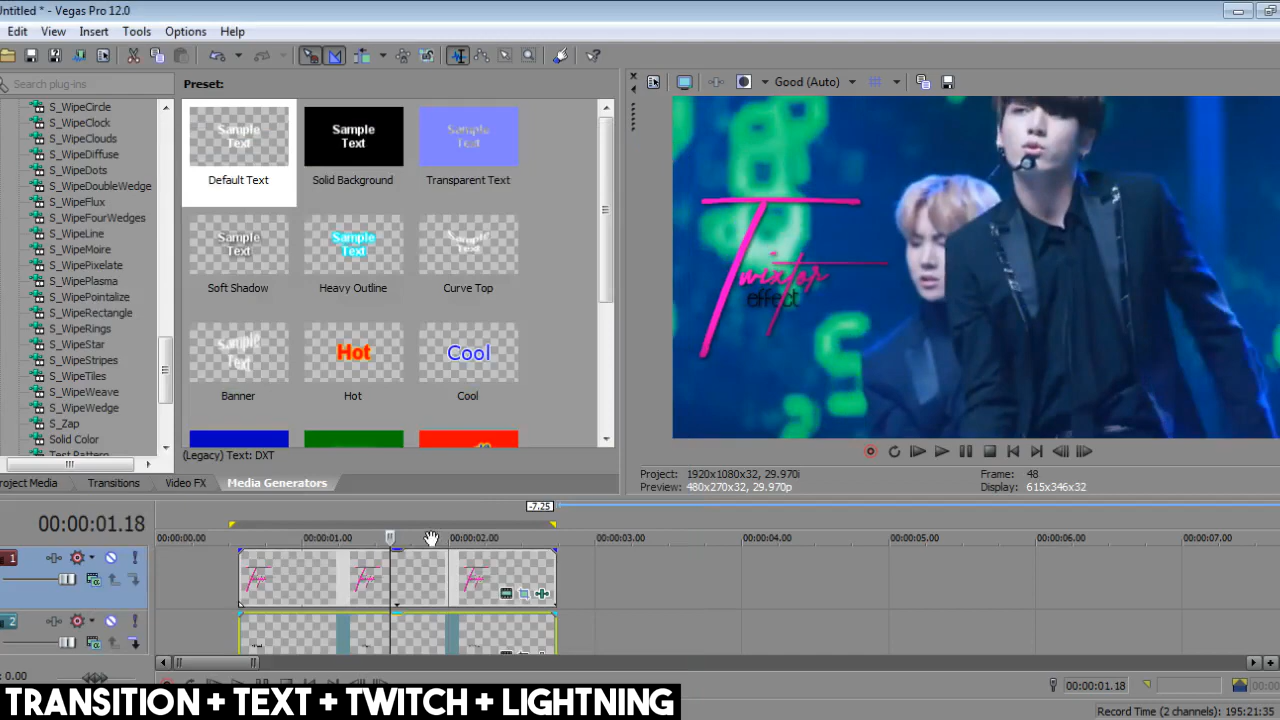 Untitled * - Vegas Pro 12.0
Edit View Insert Tools Options Help
Search plug-ins
Preset:
Good (Auto)
S_WipeCircle
S_WipeClock
S_WipeClouds
S_WipeDiffuse
S_WipeDots
S_WipeDoubleWedge
S_WipeFlux
S_WipeFourWedges
S_WipeLine
S_WipeMoire
S_WipePixelate
S_WipePlasma
S_WipePointalize
S_WipeRectangle
S_WipeRings
S_WipeStar
S_WipeStripes
S_WipeTiles
S_WipeWeave
S_WipeWedge
S_Zap
Solid Color
Test Pattern
Sample Text
Sample Text
Sample Text
Default Text
Solid Background
Transparent Text
Sample Text
Sample Text
Sample Text
Soft Shadow
Heavy Outline
Curve Top
Sample Text
Hot
Cool
Banner
Hot
Cool
(Legacy) Text: DXT
Twixtor
effect
roject Media Transitions Video FX Media Generators
Project: 1920x1080x32, 29.970i
Preview: 480x270x32, 29.970p
Frame: 48
Display: 615x346x32
-7.25
00:00:01.18
00:00:00.00 00:00:01.00 00:00:02.00 00:00:03.00 00:00:04.00 00:00:05.00 00:00:06.00 00:00:07.00
1
2
0.00
00:00:01.18
Record Time (2 channels): 195:21:35
TRANSITION + TEXT + TWITCH + LIGHTNING